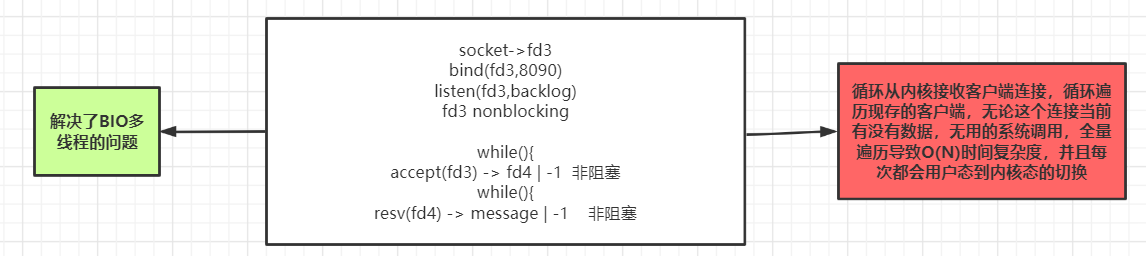 解决了BIO多
线程的问题
socket->fd3
bind(fd3,8090)
listen(fd3,backlog)
fd3 nonblocking
while(){
accept(fd3) -> fd4 | -1 非阻塞
while(){
resv(fd4) -> message | -1 非阻塞
循环从内核接收客户端连接，循环遍
历现存的客户端，无论这个连接当前
有没有数据，无用的系统调用，全量
遍历导致O(N)时间复杂度，并且每
次都会用户态到内核态的切换